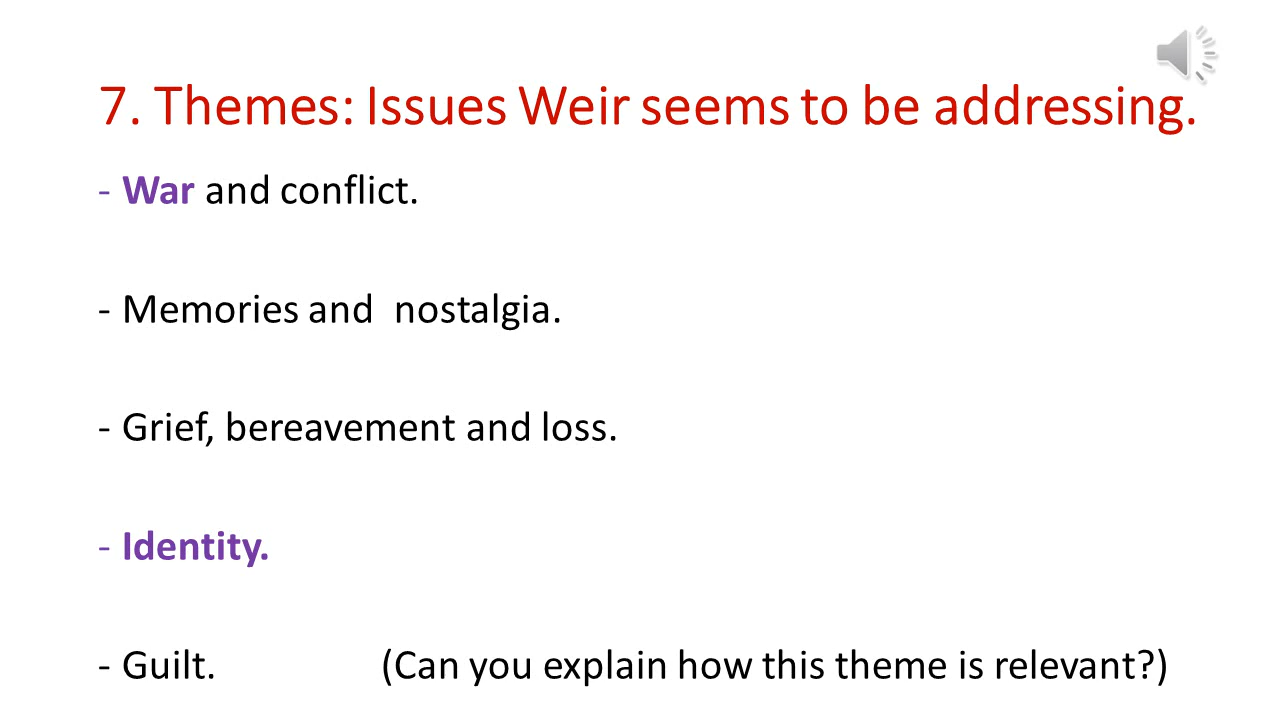 7. Themes: Issues Weir seems to be addressing.
- War and conflict.
- Memories and  nostalgia.
- Grief, bereavement and loss.
- Identity.
- Guilt. (Can you explain how this theme is relevant?)